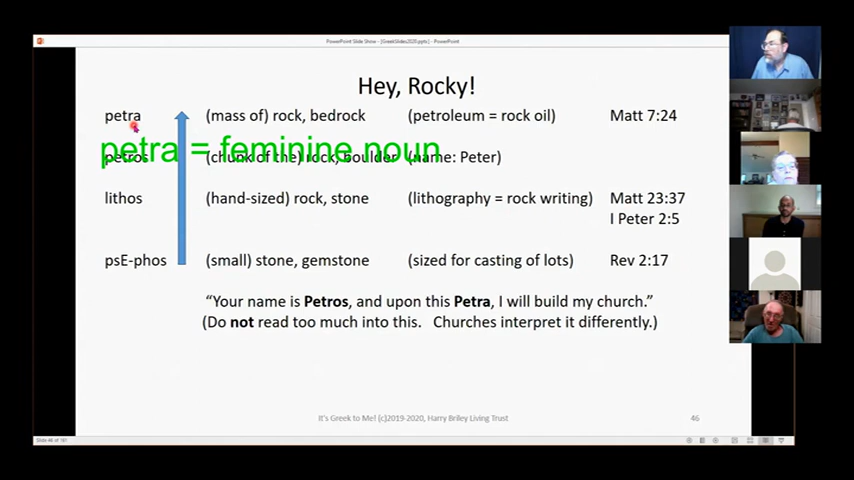 PowerPoint Slide Show - [GreekSlides2020.pptx] - PowerPoint
Hey, Rocky!
petra (mass of) rock, bedrock (petroleum = rock oil) Matt 7:24
petra = feminine noun
petros (chunk of the) rock, boulder (name: Peter)
lithos (hand-sized) rock, stone (lithography = rock writing) Matt 23:37
I Peter 2:5
psE-phos (small) stone, gemstone (sized for casting of lots) Rev 2:17
“Your name is Petros, and upon this Petra, I will build my church.”
(Do not read too much into this. Churches interpret it differently.)
It's Greek to Me! (c)2019-2020, Harry Briley Living Trust 46
Slide 46 of 161